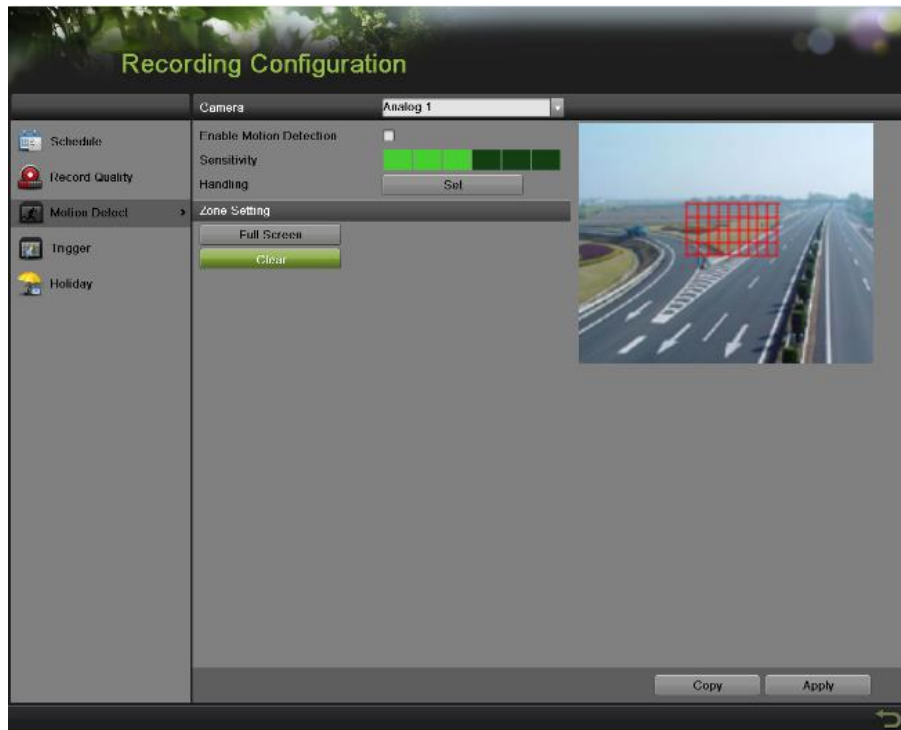 Recording Configuration
Camera
Analog 1
Schedule
Record Quality
Motion Detect
Trigger
Holiday
Enable Motion Detection
Sensitivity
Handling
Set
Zone Setting
Full Screen
Clear
Copy
Apply